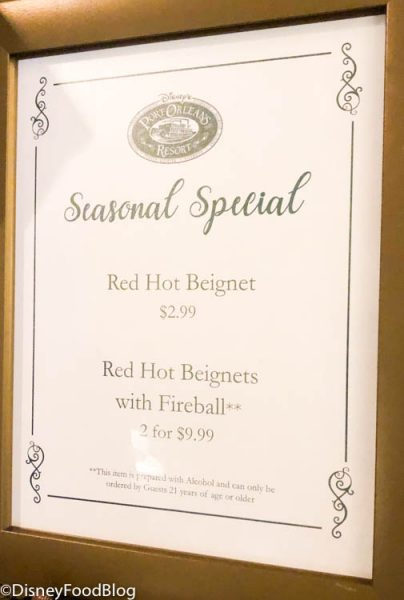 Disney's
PORT ORLEANS
RESORT
Seasonal Special
Red Hot Beignet
$2.99
Red Hot Beignets
with Fireball**
2 for $9.99
**This item is prepared with Alcohol and can only be
ordered by Guests 21 years of age or older
©DisneyFoodBlog